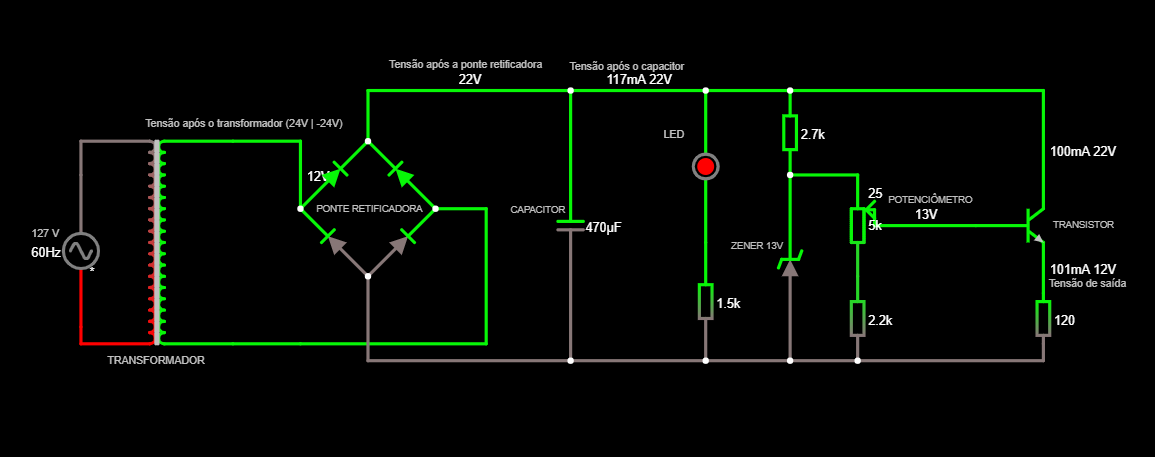 Tensão após a ponte retificadora
22V
Tensão após o capacitor
117mA 22V
Tensão após o transformador (24V | -24V)
LED
2.7k
100mA 22V
12V
PONTE RETIFICADORA
CAPACITOR
470µF
25
POTENCIÔMETRO
13V
5k
TRANSISTOR
127 V
60Hz
*
ZENER 13V
101mA 12V
Tensão de saída
1.5k
2.2k
120
TRANSFORMADOR